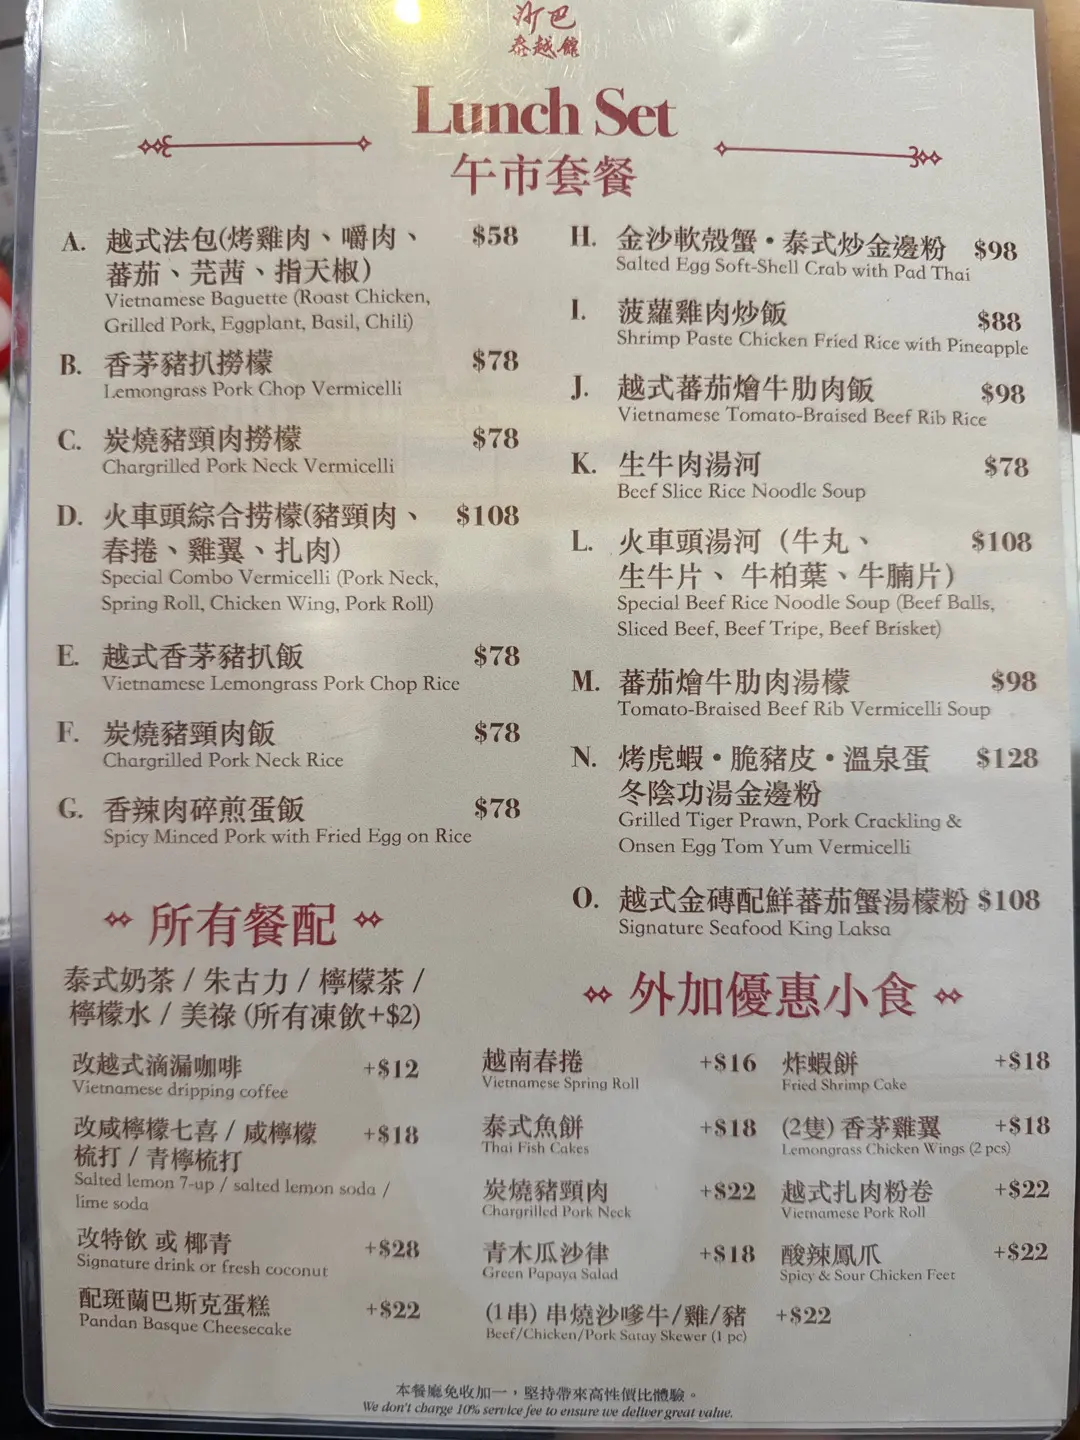 沙巴
泰越館
Lunch Set
午市套餐
A. 越式法包(烤雞肉、嚼肉、 $58
蕃茄、芫茜、指天椒)
Vietnamese Baguette (Roast Chicken,
Grilled Pork, Eggplant, Basil, Chili)
B. 香茅豬扒撈檬 $78
Lemongrass Pork Chop Vermicelli
C. 炭燒豬頸肉撈檬 $78
Chargrilled Pork Neck Vermicelli
D. 火車頭綜合捞檬(豬頸肉、 $108
春捲、雞翼、扎肉)
Special Combo Vermicelli (Pork Neck,
Spring Roll, Chicken Wing, Pork Roll)
E. 越式香茅豬扒飯 $78
Vietnamese Lemongrass Pork Chop Rice
F. 炭燒豬頸肉飯 $78
Chargrilled Pork Neck Rice
G. 香辣肉碎煎蛋飯 $78
Spicy Minced Pork with Fried Egg on Rice
H. 金沙軟殼蟹・泰式炒金邊粉 $98
Salted Egg Soft-Shell Crab with Pad Thai
I. 菠蘿雞肉炒飯 $88
Shrimp Paste Chicken Fried Rice with Pineapple
J. 越式蕃茄燴牛肋肉飯 $98
Vietnamese Tomato-Braised Beef Rib Rice
K. 生牛肉湯河 $78
Beef Slice Rice Noodle Soup
L. 火車頭湯河（牛丸、 $108
生牛片、牛柏葉、牛腩片）
Special Beef Rice Noodle Soup (Beef Balls,
Sliced Beef, Beef Tripe, Beef Brisket)
M. 蕃茄燴牛肋肉湯檬 $98
Tomato-Braised Beef Rib Vermicelli Soup
N. 烤虎蝦・脆豬皮・溫泉蛋 $128
冬陰功湯金邊粉
Grilled Tiger Prawn, Pork Crackling &
Onsen Egg Tom Yum Vermicelli
O. 越式金磚配鮮蕃茄蟹湯檬粉 $108
Signature Seafood King Laksa
所有餐配
泰式奶茶 / 朱古力 / 檸檬茶 /
檸檬水 / 美祿 (所有凍飲+$2)
改越式滴漏咖啡 +$12
Vietnamese dripping coffee
改咸檸檬七喜 / 咸檸檬 +$18
梳打 / 青檸梳打
Salted lemon 7-up / salted lemon soda /
lime soda
改特飲 或 椰青 +$28
Signature drink or fresh coconut
配斑蘭巴斯克蛋糕 +$22
Pandan Basque Cheesecake
外加優惠小食
越南春捲 +$16
Vietnamese Spring Roll
泰式魚餅 +$18
Thai Fish Cakes
炭燒豬頸肉 +$22
Chargrilled Pork Neck
青木瓜沙律 +$18
Green Papaya Salad
(1串) 串燒沙嗲牛/雞/豬 +$22
Beef/Chicken/Pork Satay Skewer (1 pc)
炸蝦餅 +$18
Fried Shrimp Cake
(2隻) 香茅雞翼 +$18
Lemongrass Chicken Wings (2 pcs)
越式扎肉粉卷 +$22
Vietnamese Pork Roll
酸辣鳳爪 +$22
Spicy & Sour Chicken Feet
本餐廳免收加一，堅持帶來高性價比體驗。
We don't charge 10% service fee to ensure we deliver great value.